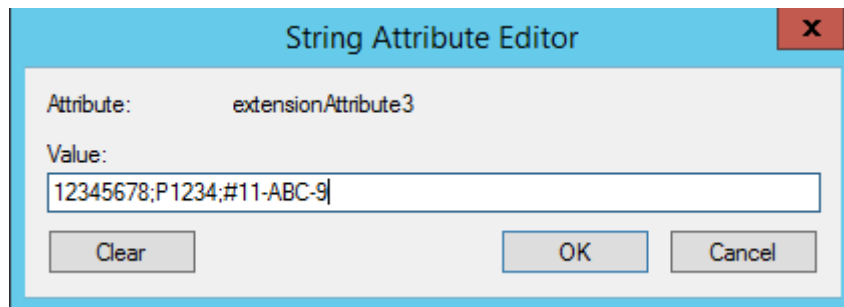 String Attribute Editor
x
Attribute: extensionAttribute3
Value:
12345678;P1234;#11-ABC-9
Clear OK Cancel